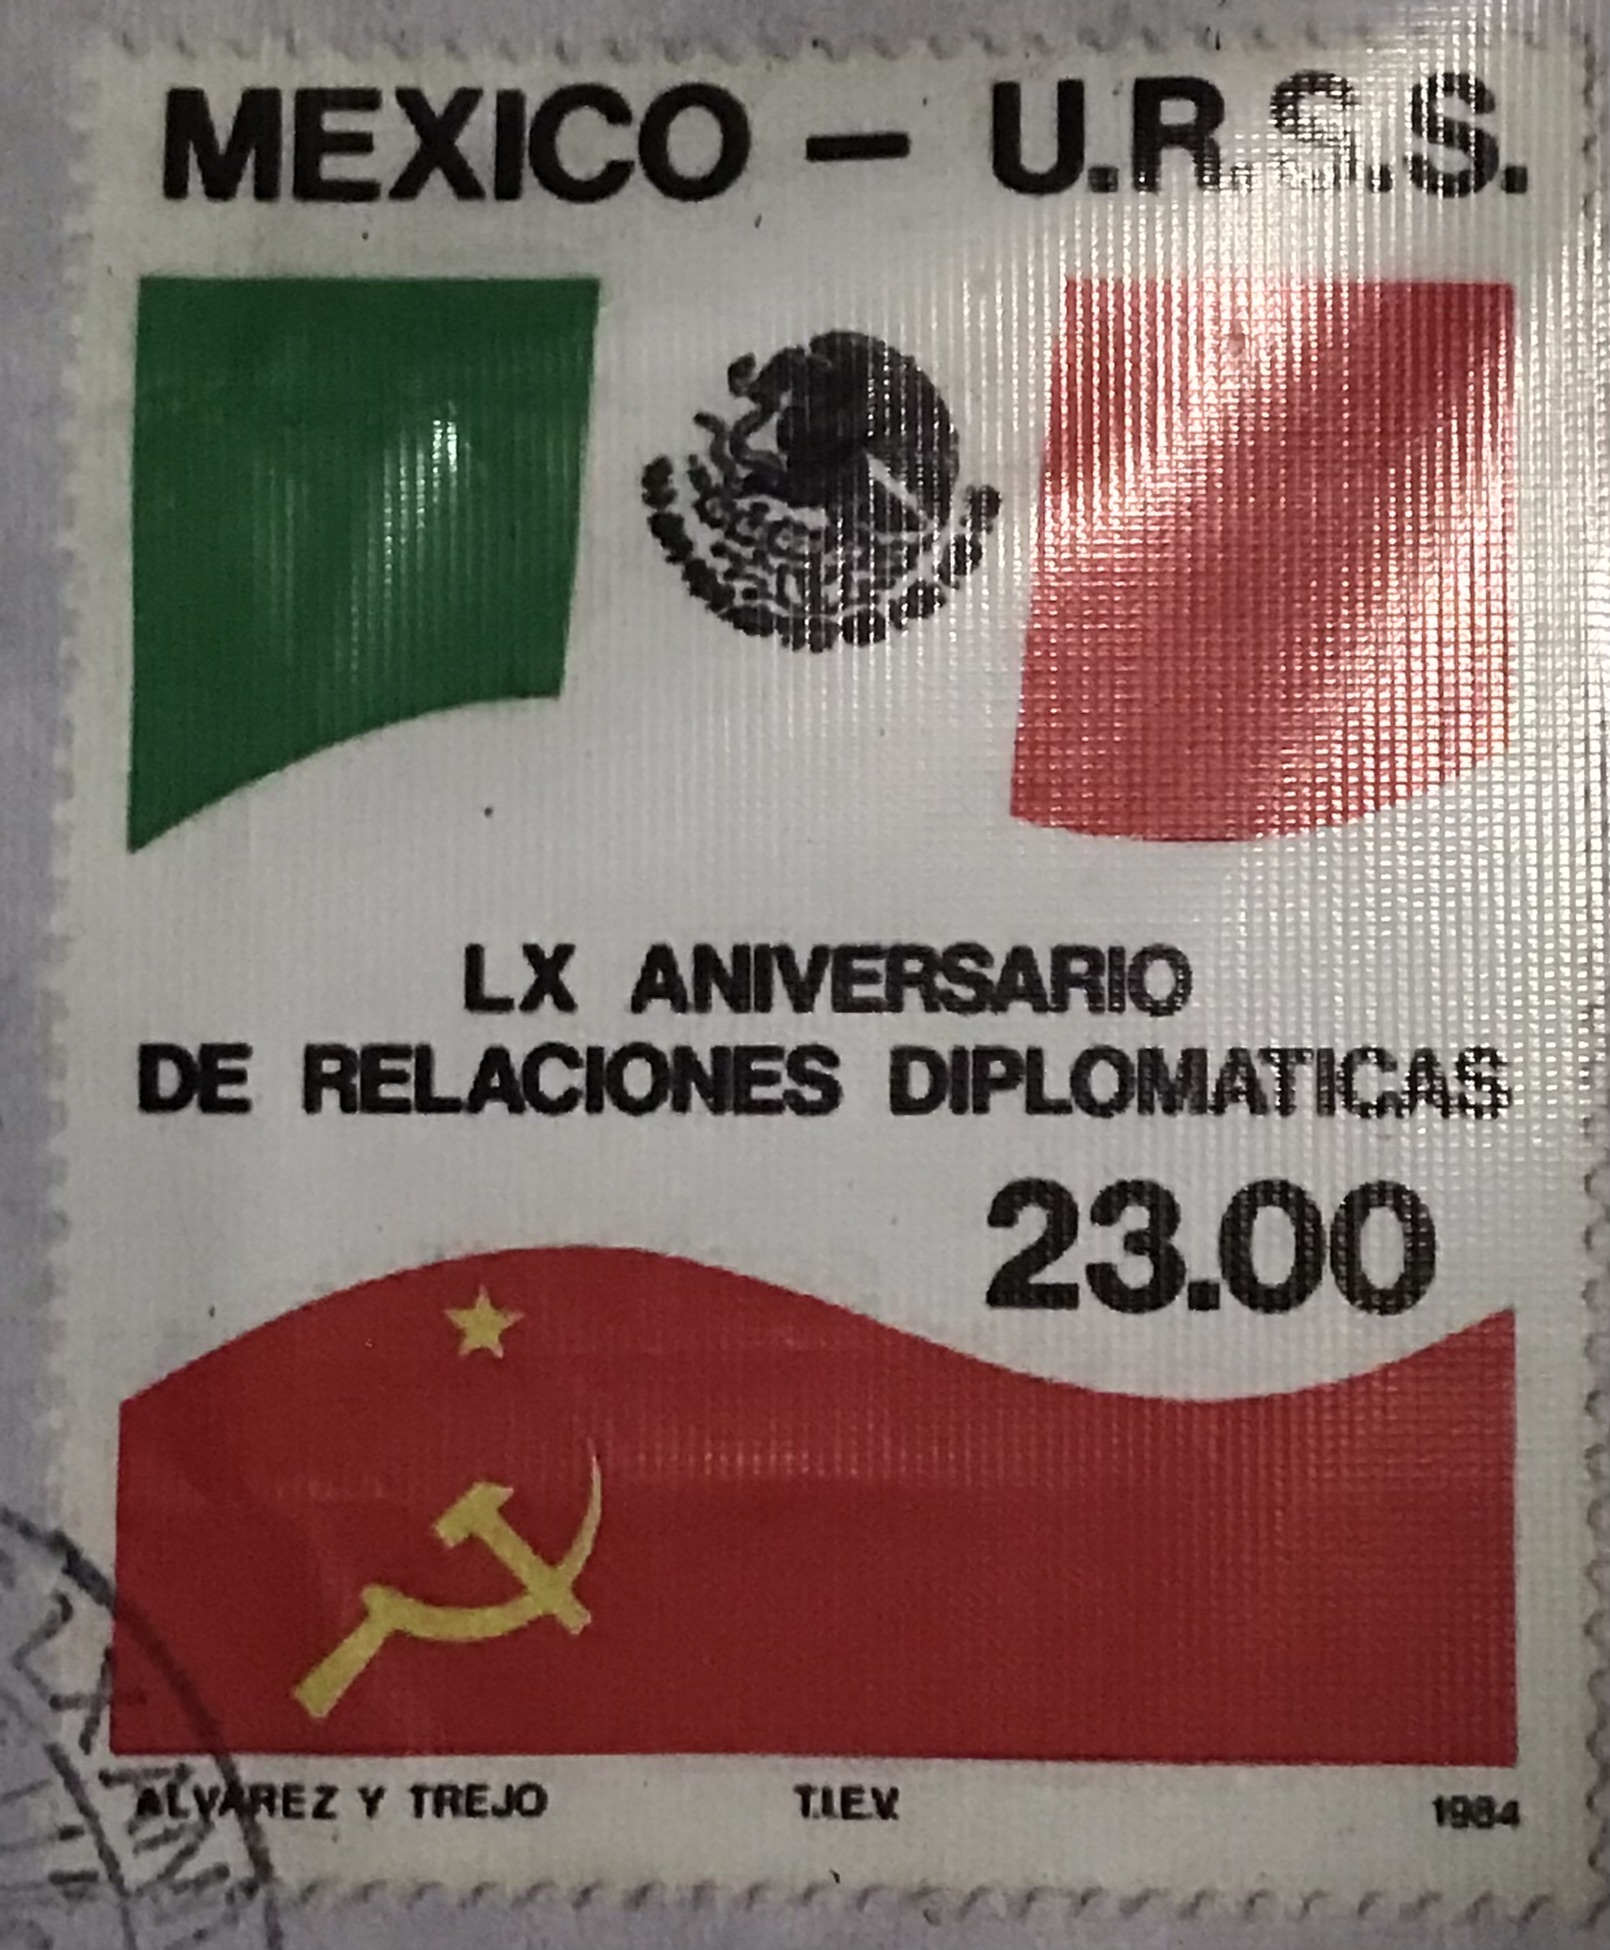 MEXICO – U.R.S.S.
LX ANIVERSARIO
DE RELACIONES DIPLOMATICAS
23.00
ALVAREZ Y TREJO T.I.E.V. 1984